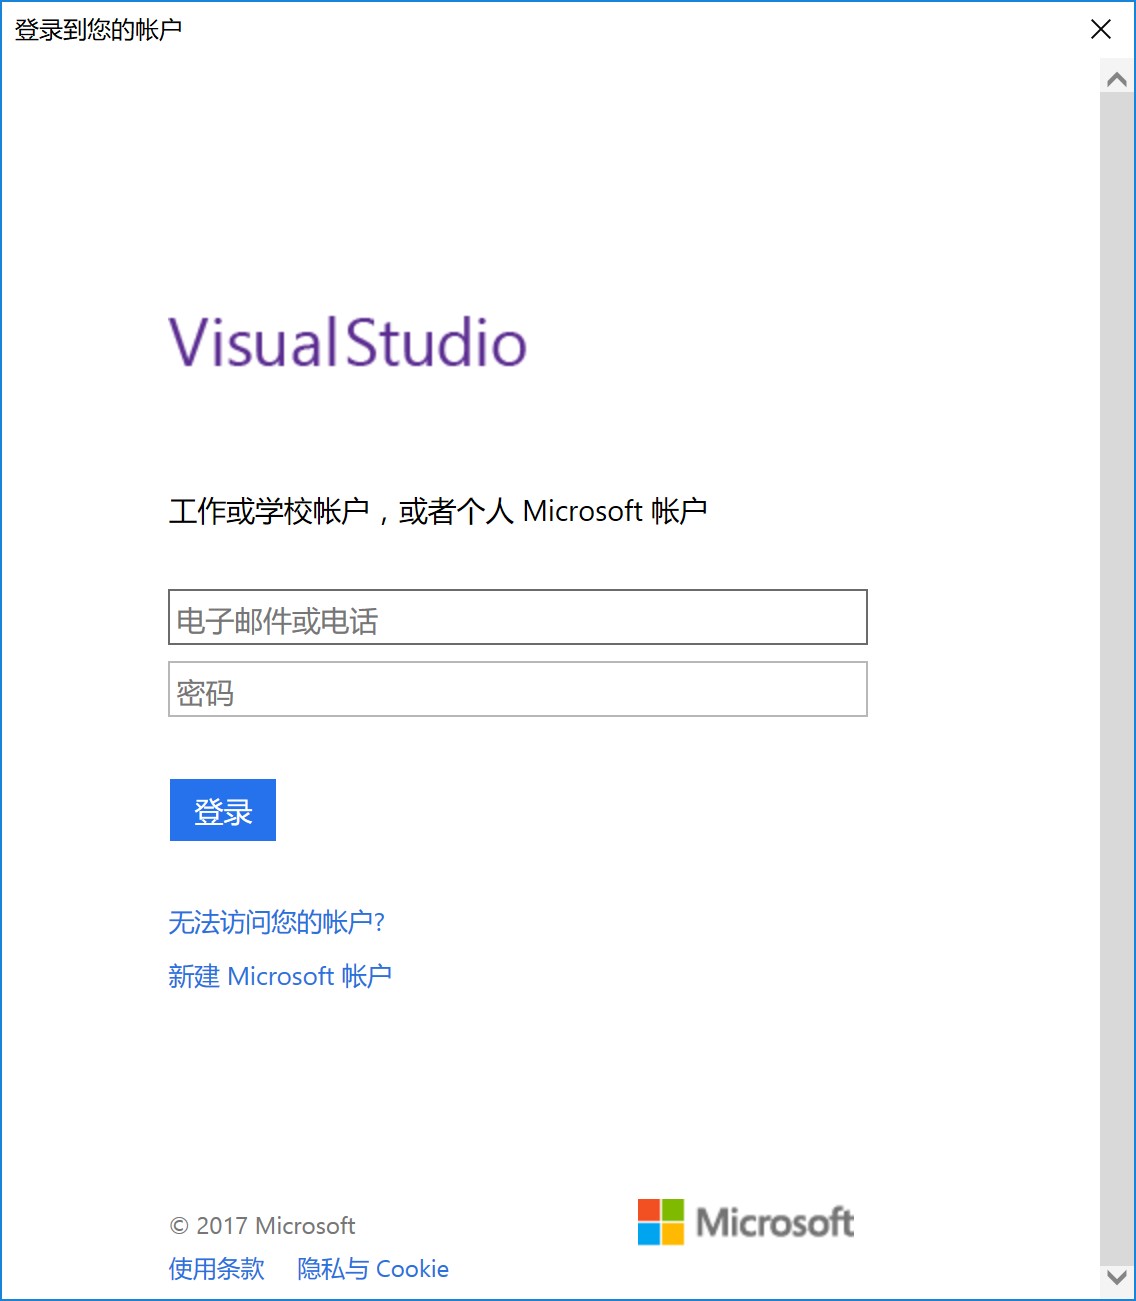 登录到您的帐户
Visual Studio
工作或学校帐户，或者个人 Microsoft 帐户
电子邮件或电话
密码
登录
无法访问您的帐户?
新建 Microsoft 帐户
© 2017 Microsoft
Microsoft
使用条款 隐私与 Cookie